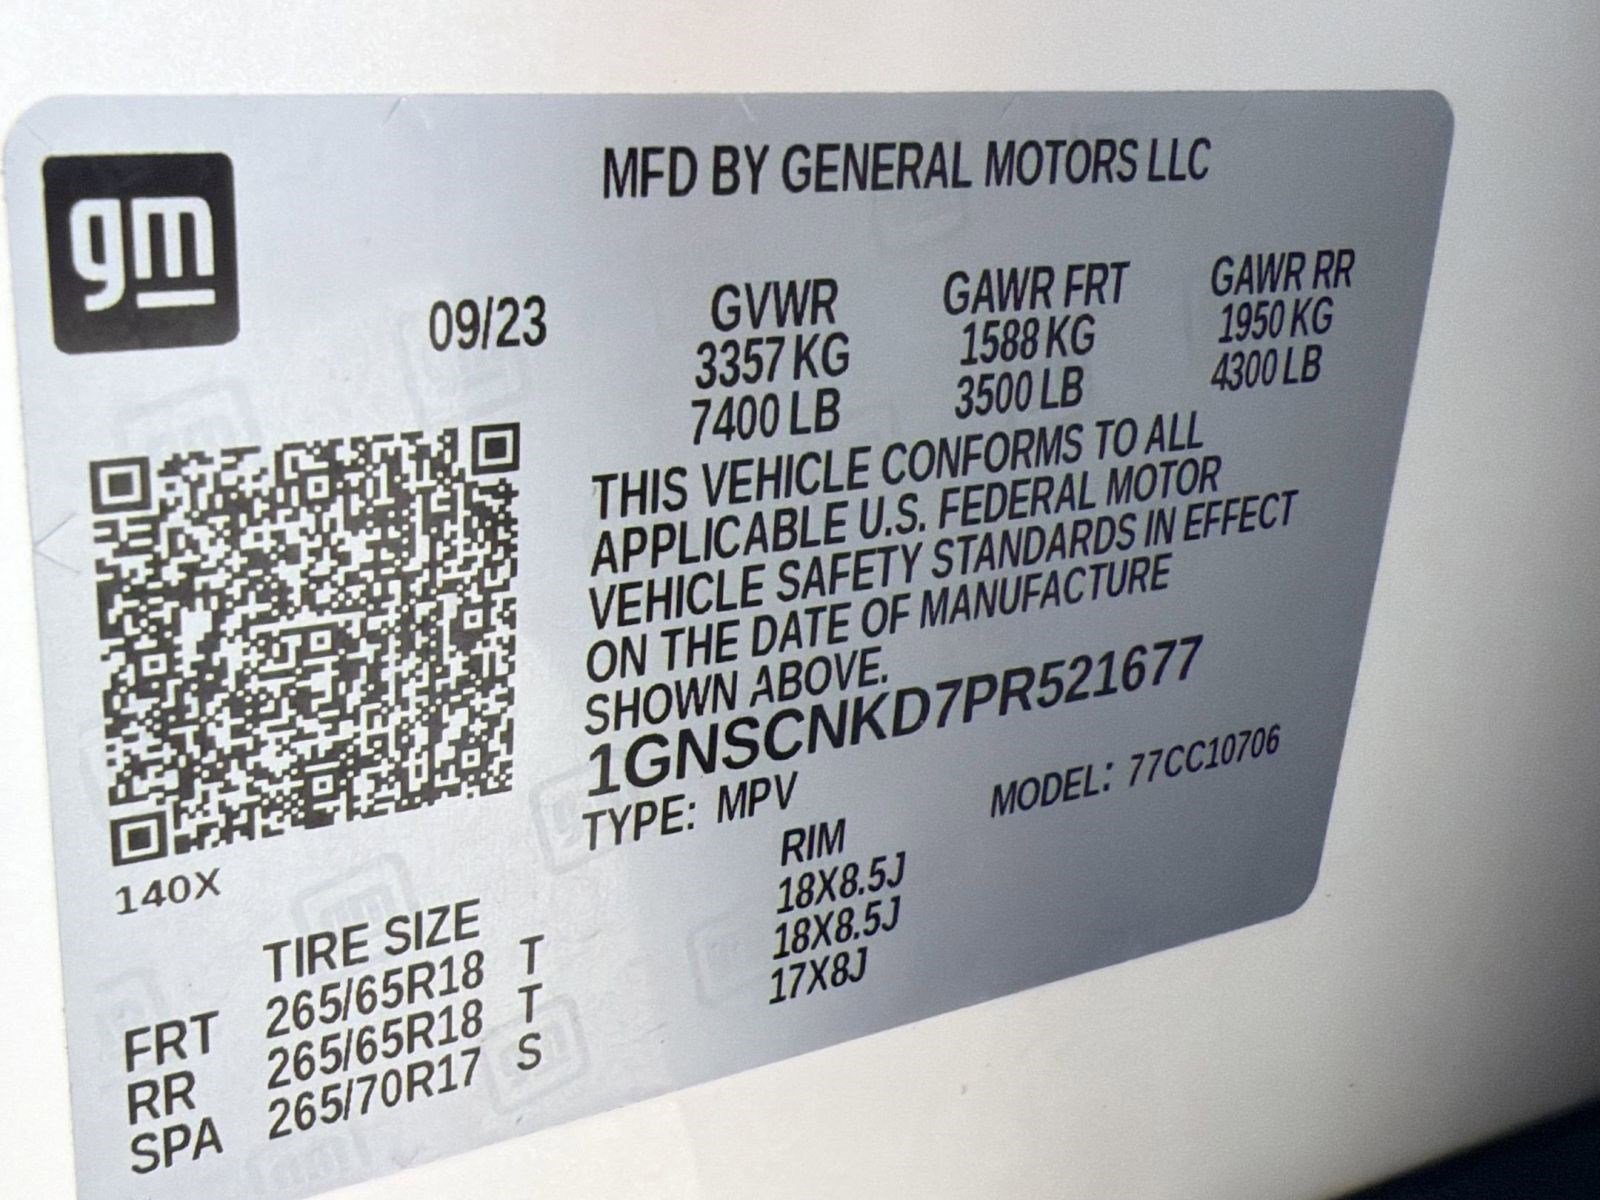 gm
MFD BY GENERAL MOTORS LLC
09/23
GVWR GAWR FRT GAWR RR
3357 KG 1588 KG 1950 KG
7400 LB 3500 LB 4300 LB
THIS VEHICLE CONFORMS TO ALL
APPLICABLE U.S. FEDERAL MOTOR
VEHICLE SAFETY STANDARDS IN EFFECT
ON THE DATE OF MANUFACTURE
SHOWN ABOVE.
1GNSCNKD7PR521677
TYPE: MPV MODEL: 77CC10706
140X
TIRE SIZE RIM
FRT 265/65R18 T 18X8.5J
RR 265/65R18 T 18X8.5J
SPA 265/70R17 S 17X8J